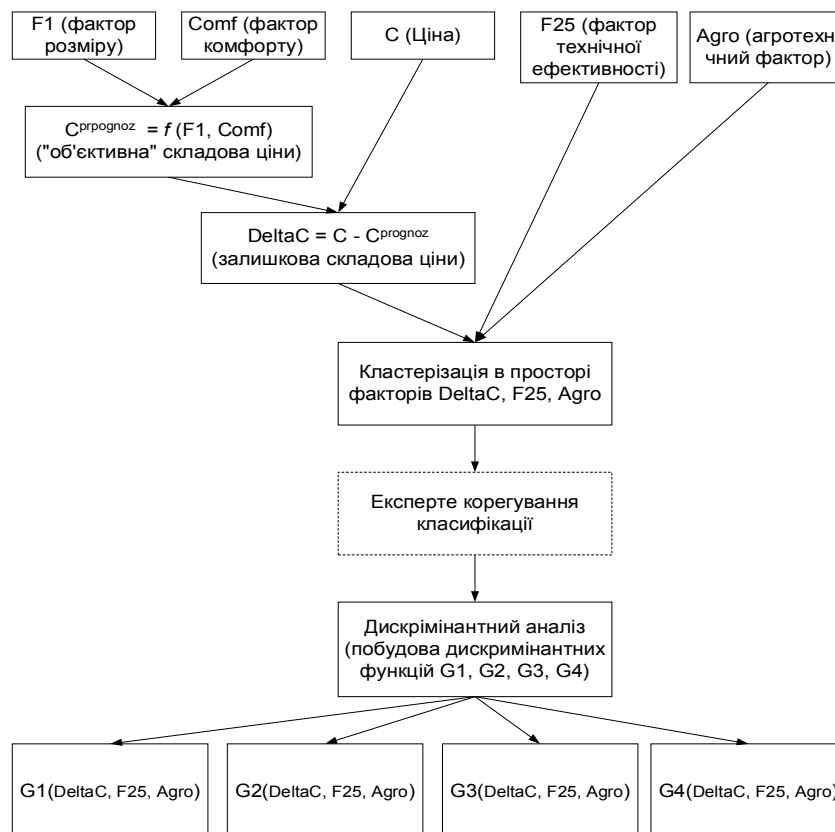 F1 (фактор
розміру)
Comf (фактор
комфорту)
С (Ціна)
F25 (фактор
технічної
ефективності)
Agro (агротехн
ічний фактор)
C^prpognoz = f (F1, Comf)
("об'єктивна" складова
ціни)
DeltaC = C - C^prognoz
(залишкова складова ціни)
Кластерізація в просторі
факторів DeltaC, F25, Agro
Експерте корегування
класифікації
Дискрімінантний аналіз
(побудова дискримінантних
функцій G1, G2, G3, G4)
G1(DeltaC, F25, Agro)
G2(DeltaC, F25, Agro)
G3(DeltaC, F25, Agro)
G4(DeltaC, F25, Agro)